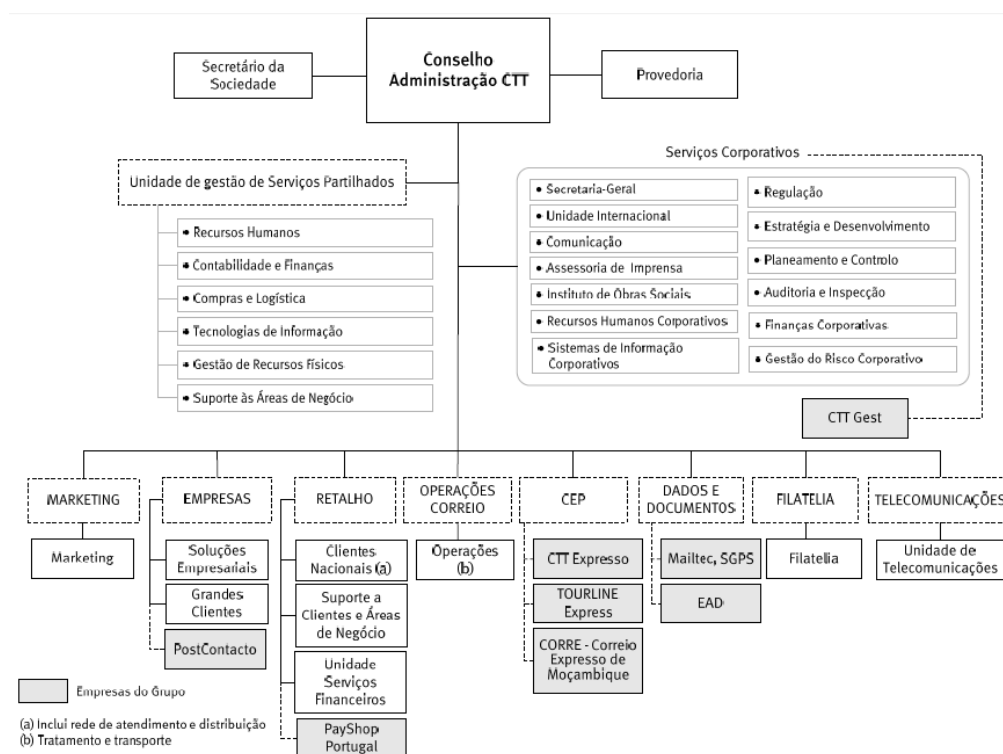 Conselho
Administração CTT
Secretário da
Sociedade
Provedoria
Unidade de gestão de Serviços Partilhados
• Recursos Humanos
• Contabilidade e Finanças
• Compras e Logística
• Tecnologias de Informação
• Gestão de Recursos Físicos
• Suporte às Áreas de Negócio
Serviços Corporativos
• Secretaria-Geral
• Unidade Internacional
• Comunicação
• Assessoria de Imprensa
• Instituto de Obras Sociais
• Recursos Humanos Corporativos
• Sistemas de Informação
Corporativos
• Regulação
• Estratégia e Desenvolvimento
• Planeamento e Controlo
• Auditoria e Inspecção
• Finanças Corporativas
• Gestão do Risco Corporativo
CTT Gest
MARKETING
Marketing
EMPRESAS
Soluções
Empresariais
Grandes
Clientes
PostContacto
RETALHO
Clientes
Nacionais (a)
Suporte a
Clientes e Áreas
de Negócio
Unidade
Serviços
Financeiros
PayShop
Portugal
OPERAÇÕES
CORREIO
Operações
(b)
CEP
CTT Expresso
TOURLINE
Express
CORRE - Correio
Expresso de
Moçambique
DADOS E
DOCUMENTOS
Mailtec, SGPS
EAD
FILATELIA
Filatelia
TELECOMUNICAÇÕES
Unidade de
Telecomunicações
Empresas do Grupo
(a) Inclui rede de atendimento e distribuição
(b) Tratamento e transporte